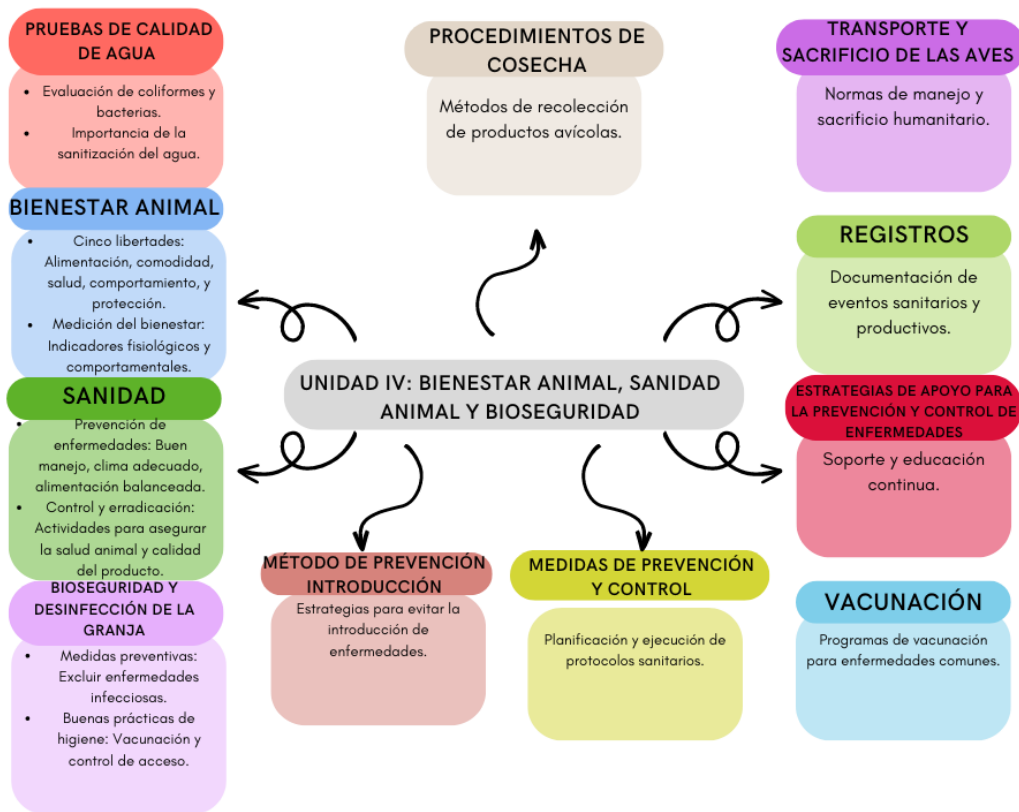 PRUEBAS DE CALIDAD
DE AGUA
• Evaluación de coliformes y
bacterias.
• Importancia de la
sanitización del agua.
BIENESTAR ANIMAL
• Cinco libertades:
Alimentación, comodidad,
salud, comportamiento, y
protección.
• Medición del bienestar:
Indicadores fisiológicos y
comportamentales.
SANIDAD
• Prevención de
enfermedades: Buen
manejo, clima adecuado,
alimentación balanceada.
• Control y erradicación:
Actividades para asegurar
la salud animal y calidad
del producto.
BIOSEGURIDAD Y
DESINFECCIÓN DE LA
GRANJA
• Medidas preventivas:
Excluir enfermedades
infecciosas.
• Buenas prácticas de
higiene: Vacunación y
control de acceso.
PROCEDIMIENTOS DE
COSECHA
Métodos de recolección
de productos avícolas.
UNIDAD IV: BIENESTAR ANIMAL, SANIDAD
ANIMAL Y BIOSEGURIDAD
MÉTODO DE PREVENCIÓN
INTRODUCCIÓN
Estrategias para evitar la
introducción de
enfermedades.
MEDIDAS DE PREVENCIÓN
Y CONTROL
Planificación y ejecución de
protocolos sanitarios.
TRANSPORTE Y
SACRIFICIO DE LAS AVES
Normas de manejo y
sacrificio humanitario.
REGISTROS
Documentación de
eventos sanitarios y
productivos.
ESTRATEGIAS DE APOYO PARA
LA PREVENCIÓN Y CONTROL DE
ENFERMEDADES
Soporte y educación
continua.
VACUNACIÓN
Programas de vacunación
para enfermedades comunes.